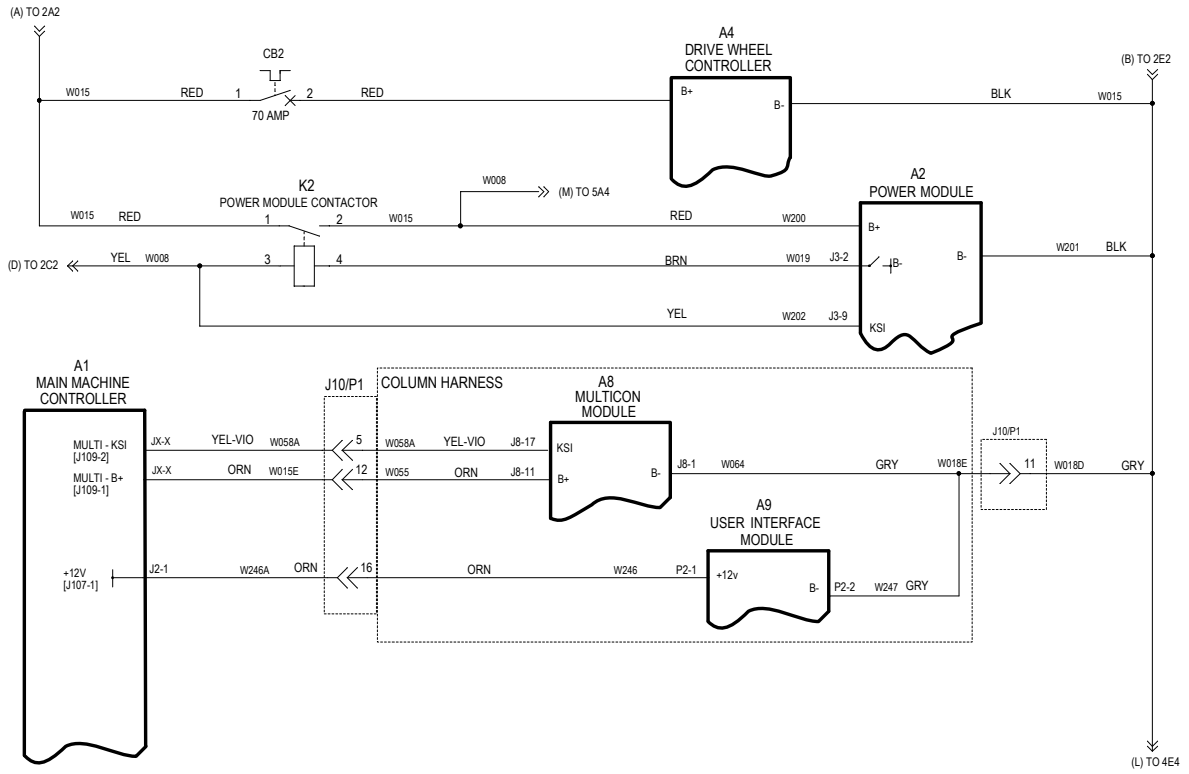 (A) TO 2A2
A4
DRIVE WHEEL
CONTROLLER
CB2
(B) TO 2E2
W015 RED 1 2 RED B+ B- BLK W015
70 AMP
A2
POWER MODULE
K2
POWER MODULE CONTACTOR
W008 (M) TO 5A4
W015 RED 1 2 W015 RED W200 B+
B- W201 BLK
(D) TO 2C2 YEL W008 3 4 BRN W019 J3-2 B-
YEL W202 J3-9 KSI
A1
MAIN MACHINE
CONTROLLER
J10/P1 COLUMN HARNESS
A8
MULTICON
MODULE
J10/P1
MULTI - KSI
[J109-2]
JX-X YEL-VIO W058A 5 W058A YEL-VIO J8-17 KSI
MULTI - B+
[J109-1]
JX-X ORN W015E 12 W055 ORN J8-11 B+
B- J8-1 W064 GRY W018E 11 W018D GRY
A9
USER INTERFACE
MODULE
+12V
[J107-1]
J2-1 W246A ORN 16 ORN W246 P2-1 +12v
B- P2-2 W247 GRY
(L) TO 4E4